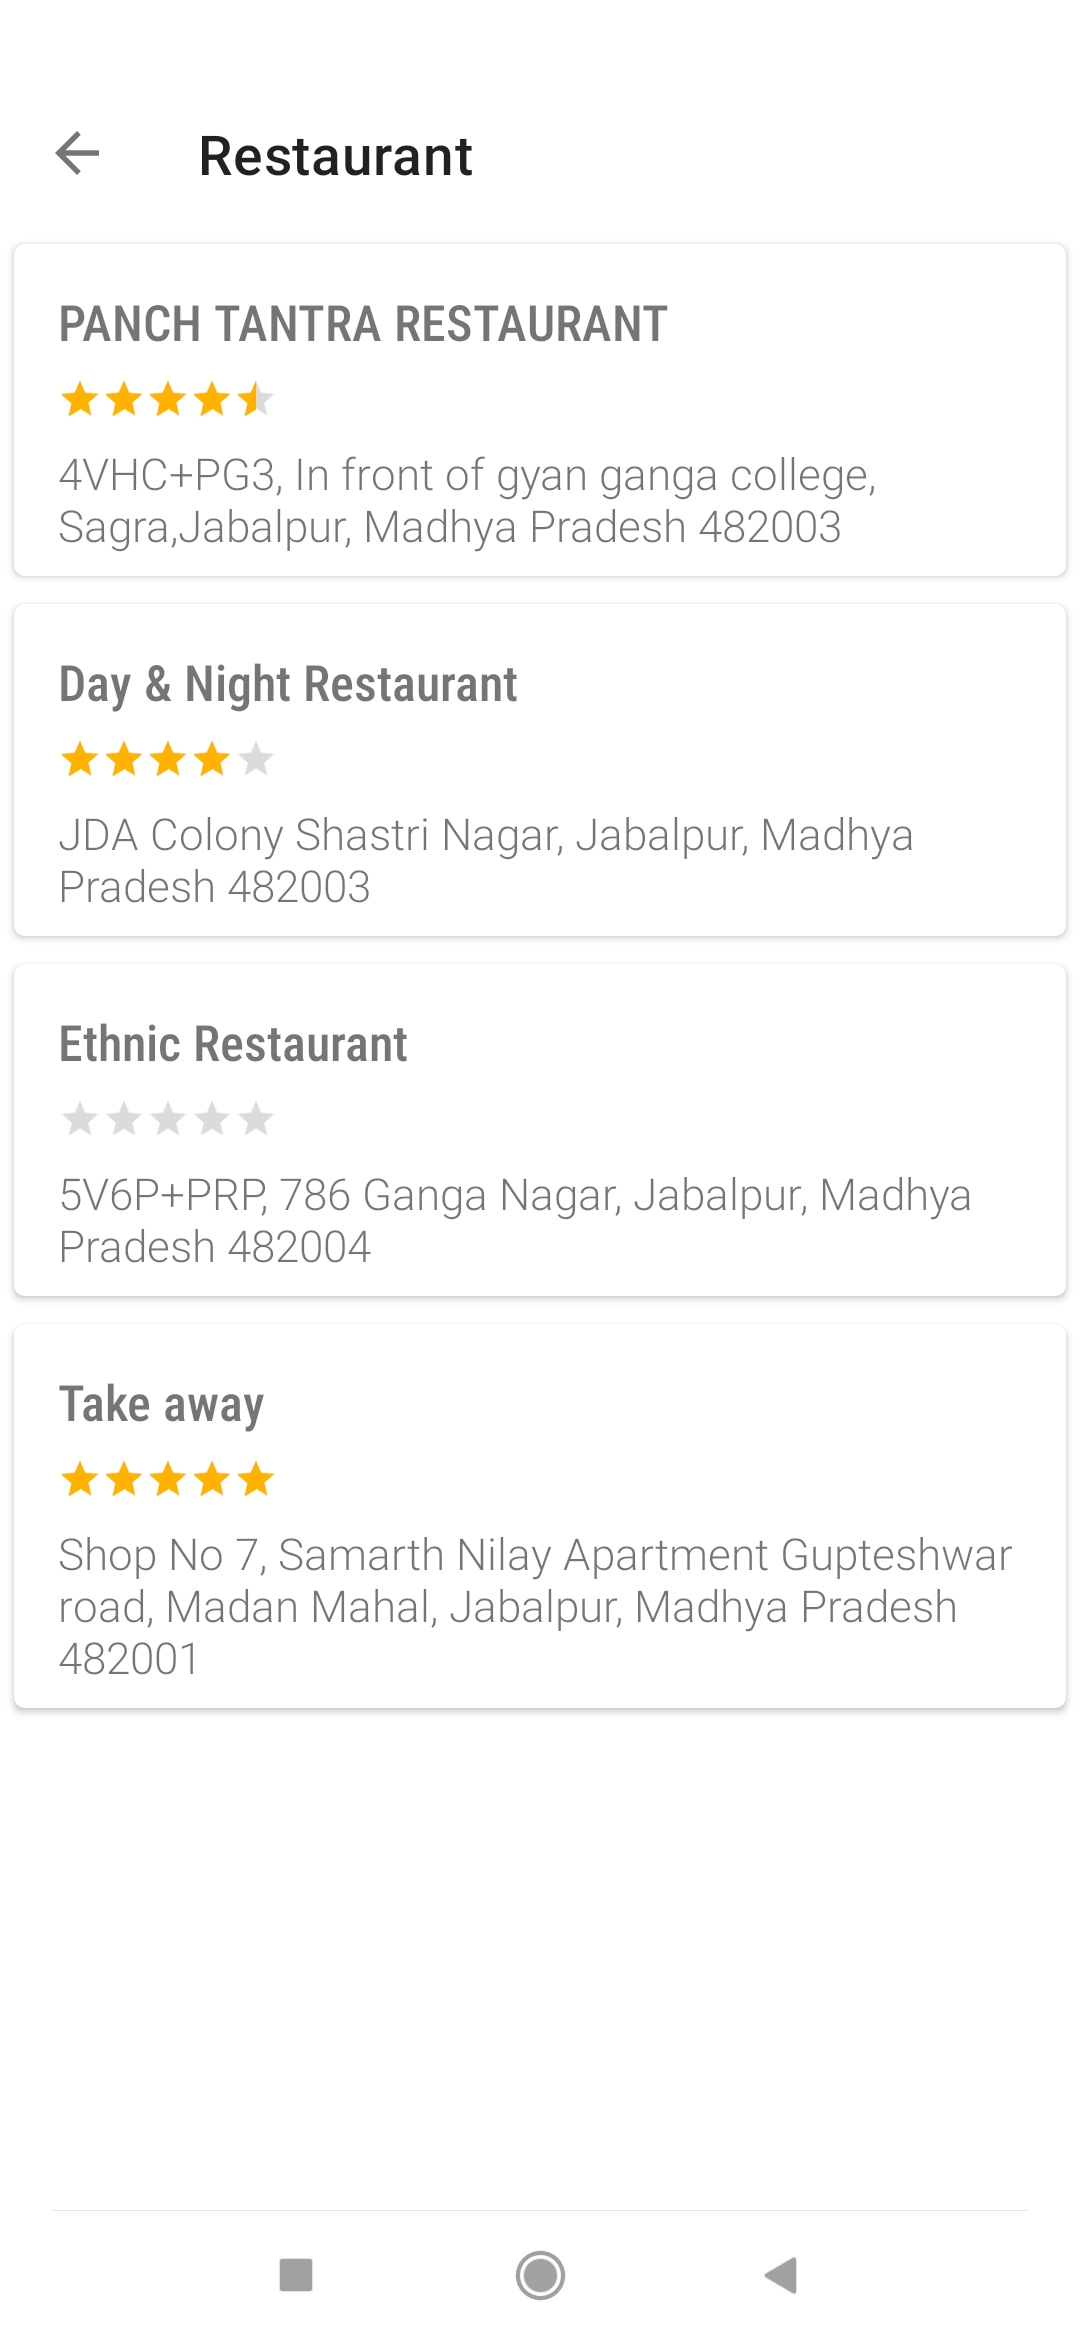 Restaurant
PANCH TANTRA RESTAURANT
4VHC+PG3, In front of gyan ganga college,
Sagra,Jabalpur, Madhya Pradesh 482003
Day & Night Restaurant
JDA Colony Shastri Nagar, Jabalpur, Madhya
Pradesh 482003
Ethnic Restaurant
5V6P+PRP, 786 Ganga Nagar, Jabalpur, Madhya
Pradesh 482004
Take away
Shop No 7, Samarth Nilay Apartment Gupteshwar
road, Madan Mahal, Jabalpur, Madhya Pradesh
482001